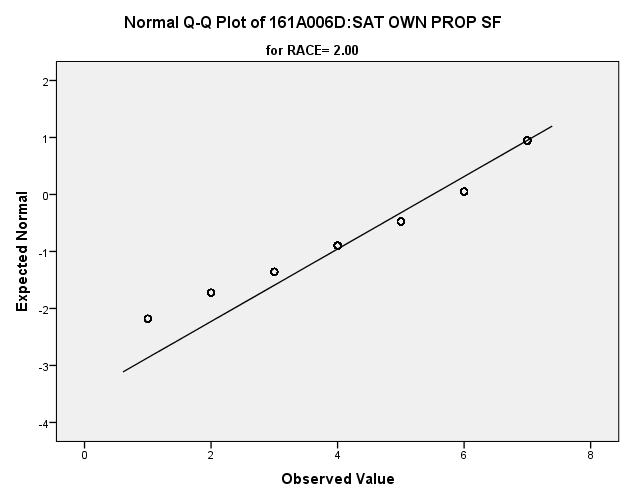 Normal Q-Q Plot of 161A006D:SAT OWN PROP SF
for RACE= 2.00
2
1
0
-1
-2
-3
-4
Expected Normal
0 2 4 6 8
Observed Value